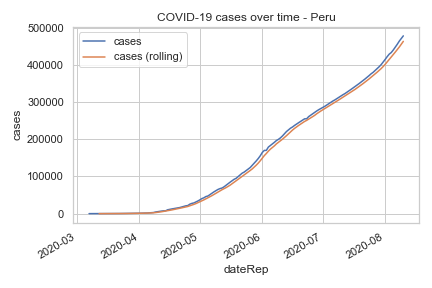 COVID-19 cases over time - Peru
cases
cases (rolling)
500000
400000
300000
200000
100000
0
cases
2020-03
2020-04
2020-05
2020-06
2020-07
2020-08
dateRep